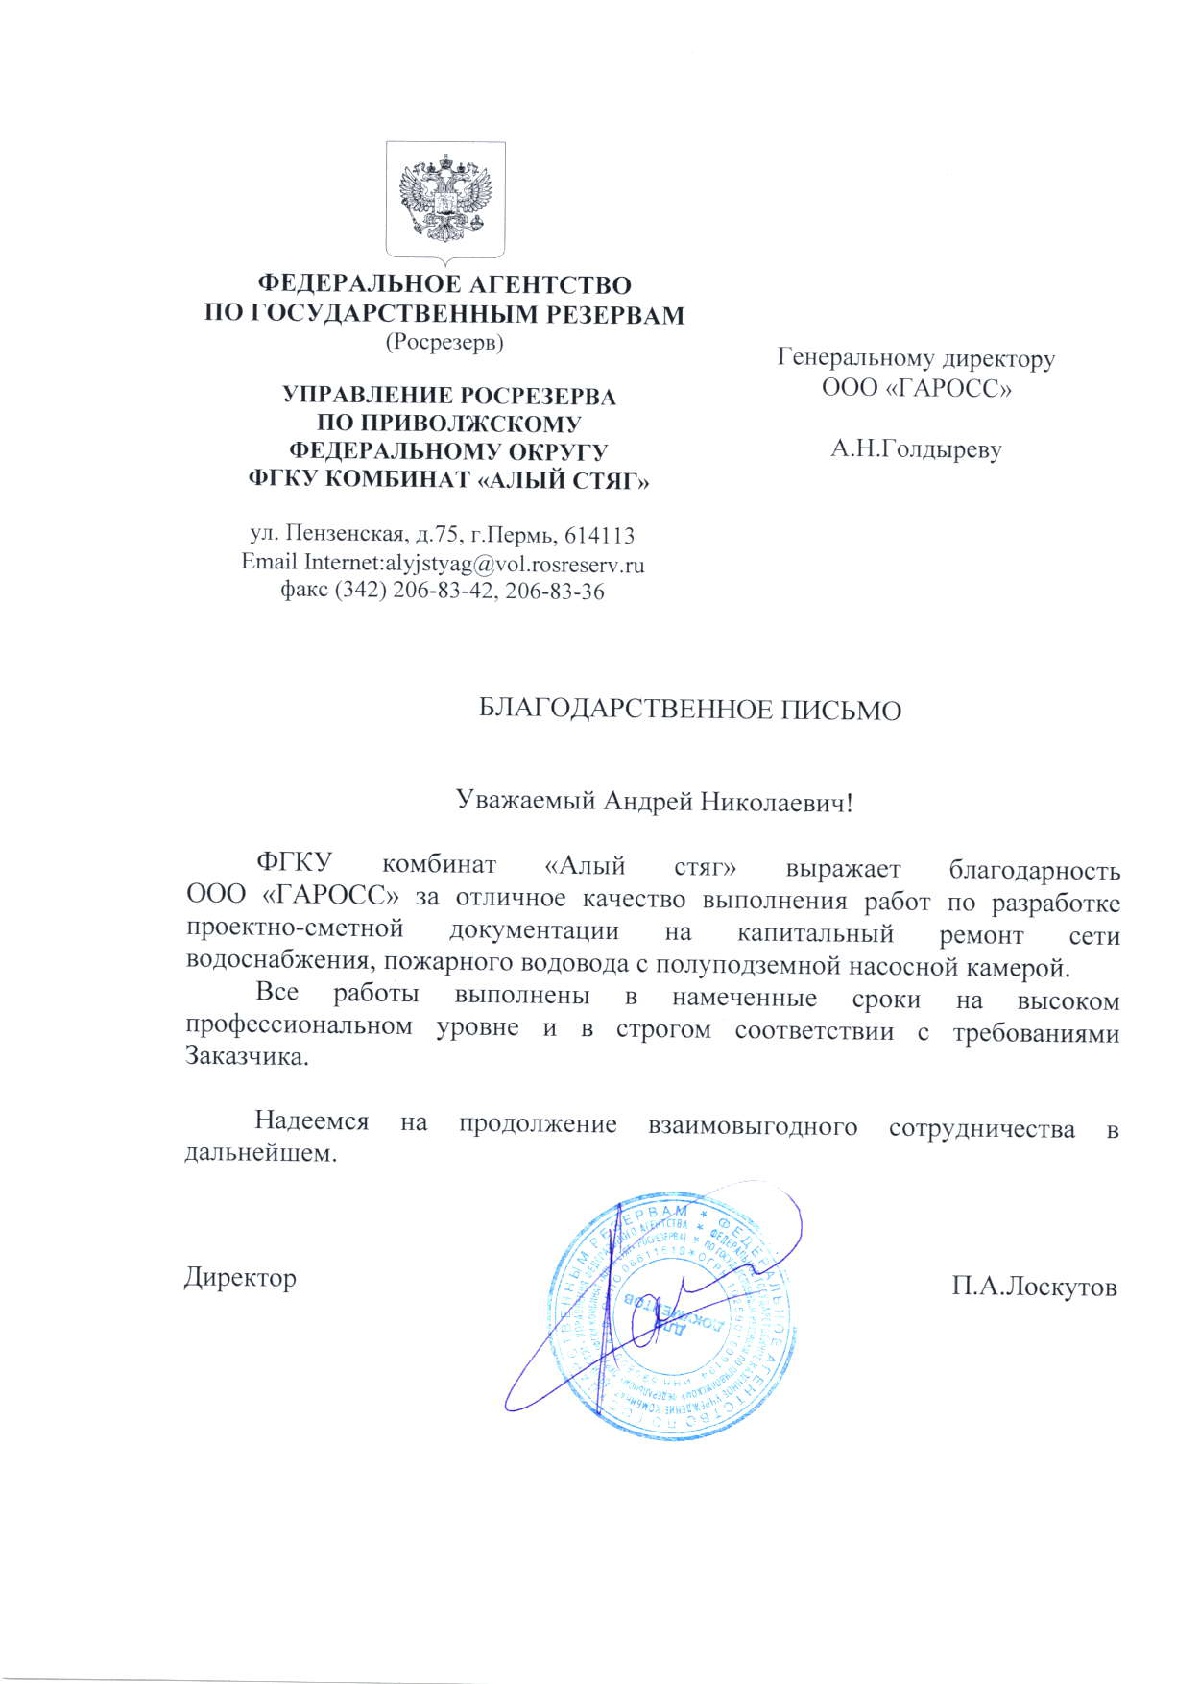 ФЕДЕРАЛЬНОЕ АГЕНТСТВО
ПО ГОСУДАРСТВЕННЫМ РЕЗЕРВАМ
(Росрезерв)
УПРАВЛЕНИЕ РОСРЕЗЕРВА
ПО ПРИВОЛЖСКОМУ
ФЕДЕРАЛЬНОМУ ОКРУГУ
ФГКУ КОМБИНАТ «АЛЫЙ СТЯГ»
ул. Пензенская, д.75, г.Пермь, 614113
Email Internet:alyjstyag@vol.rosreserv.ru
факс (342) 206-83-42, 206-83-36
Генеральному директору
ООО «ГАРОСС»
А.Н.Голдыреву
БЛАГОДАРСТВЕННОЕ ПИСЬМО
Уважаемый Андрей Николаевич!
ФГКУ комбинат «Алый стяг» выражает благодарность
ООО «ГАРОСС» за отличное качество выполнения работ по разработке
проектно-сметной документации на капитальный ремонт сети
водоснабжения, пожарного водовода с полуподземной насосной камерой.
Все работы выполнены в намеченные сроки на высоком
профессиональном уровне и в строгом соответствии с требованиями
Заказчика.
Надеемся на продолжение взаимовыгодного сотрудничества в
дальнейшем.
Директор
П.А.Лоскутов
ДЛЯ
ДОКУМЕНТОВ